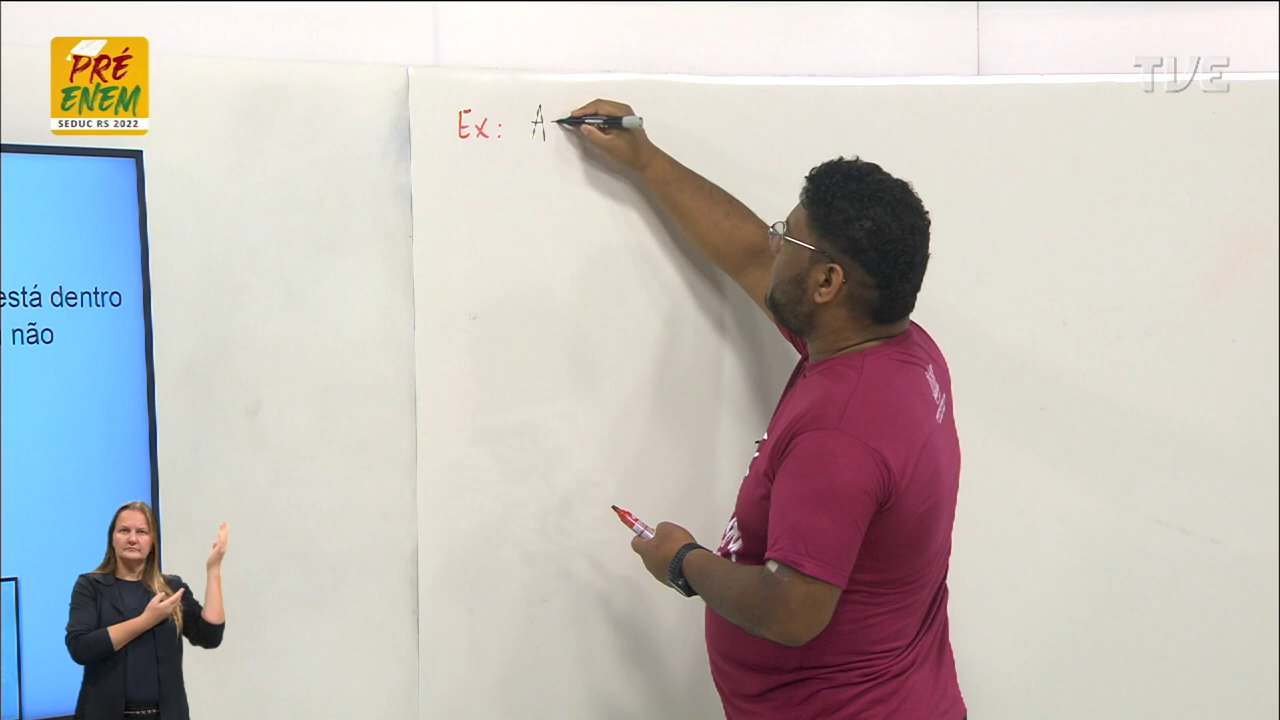 PRÉ
ENEM
SEDUC RS 2022
TVE
Ex: A
está dentro
não